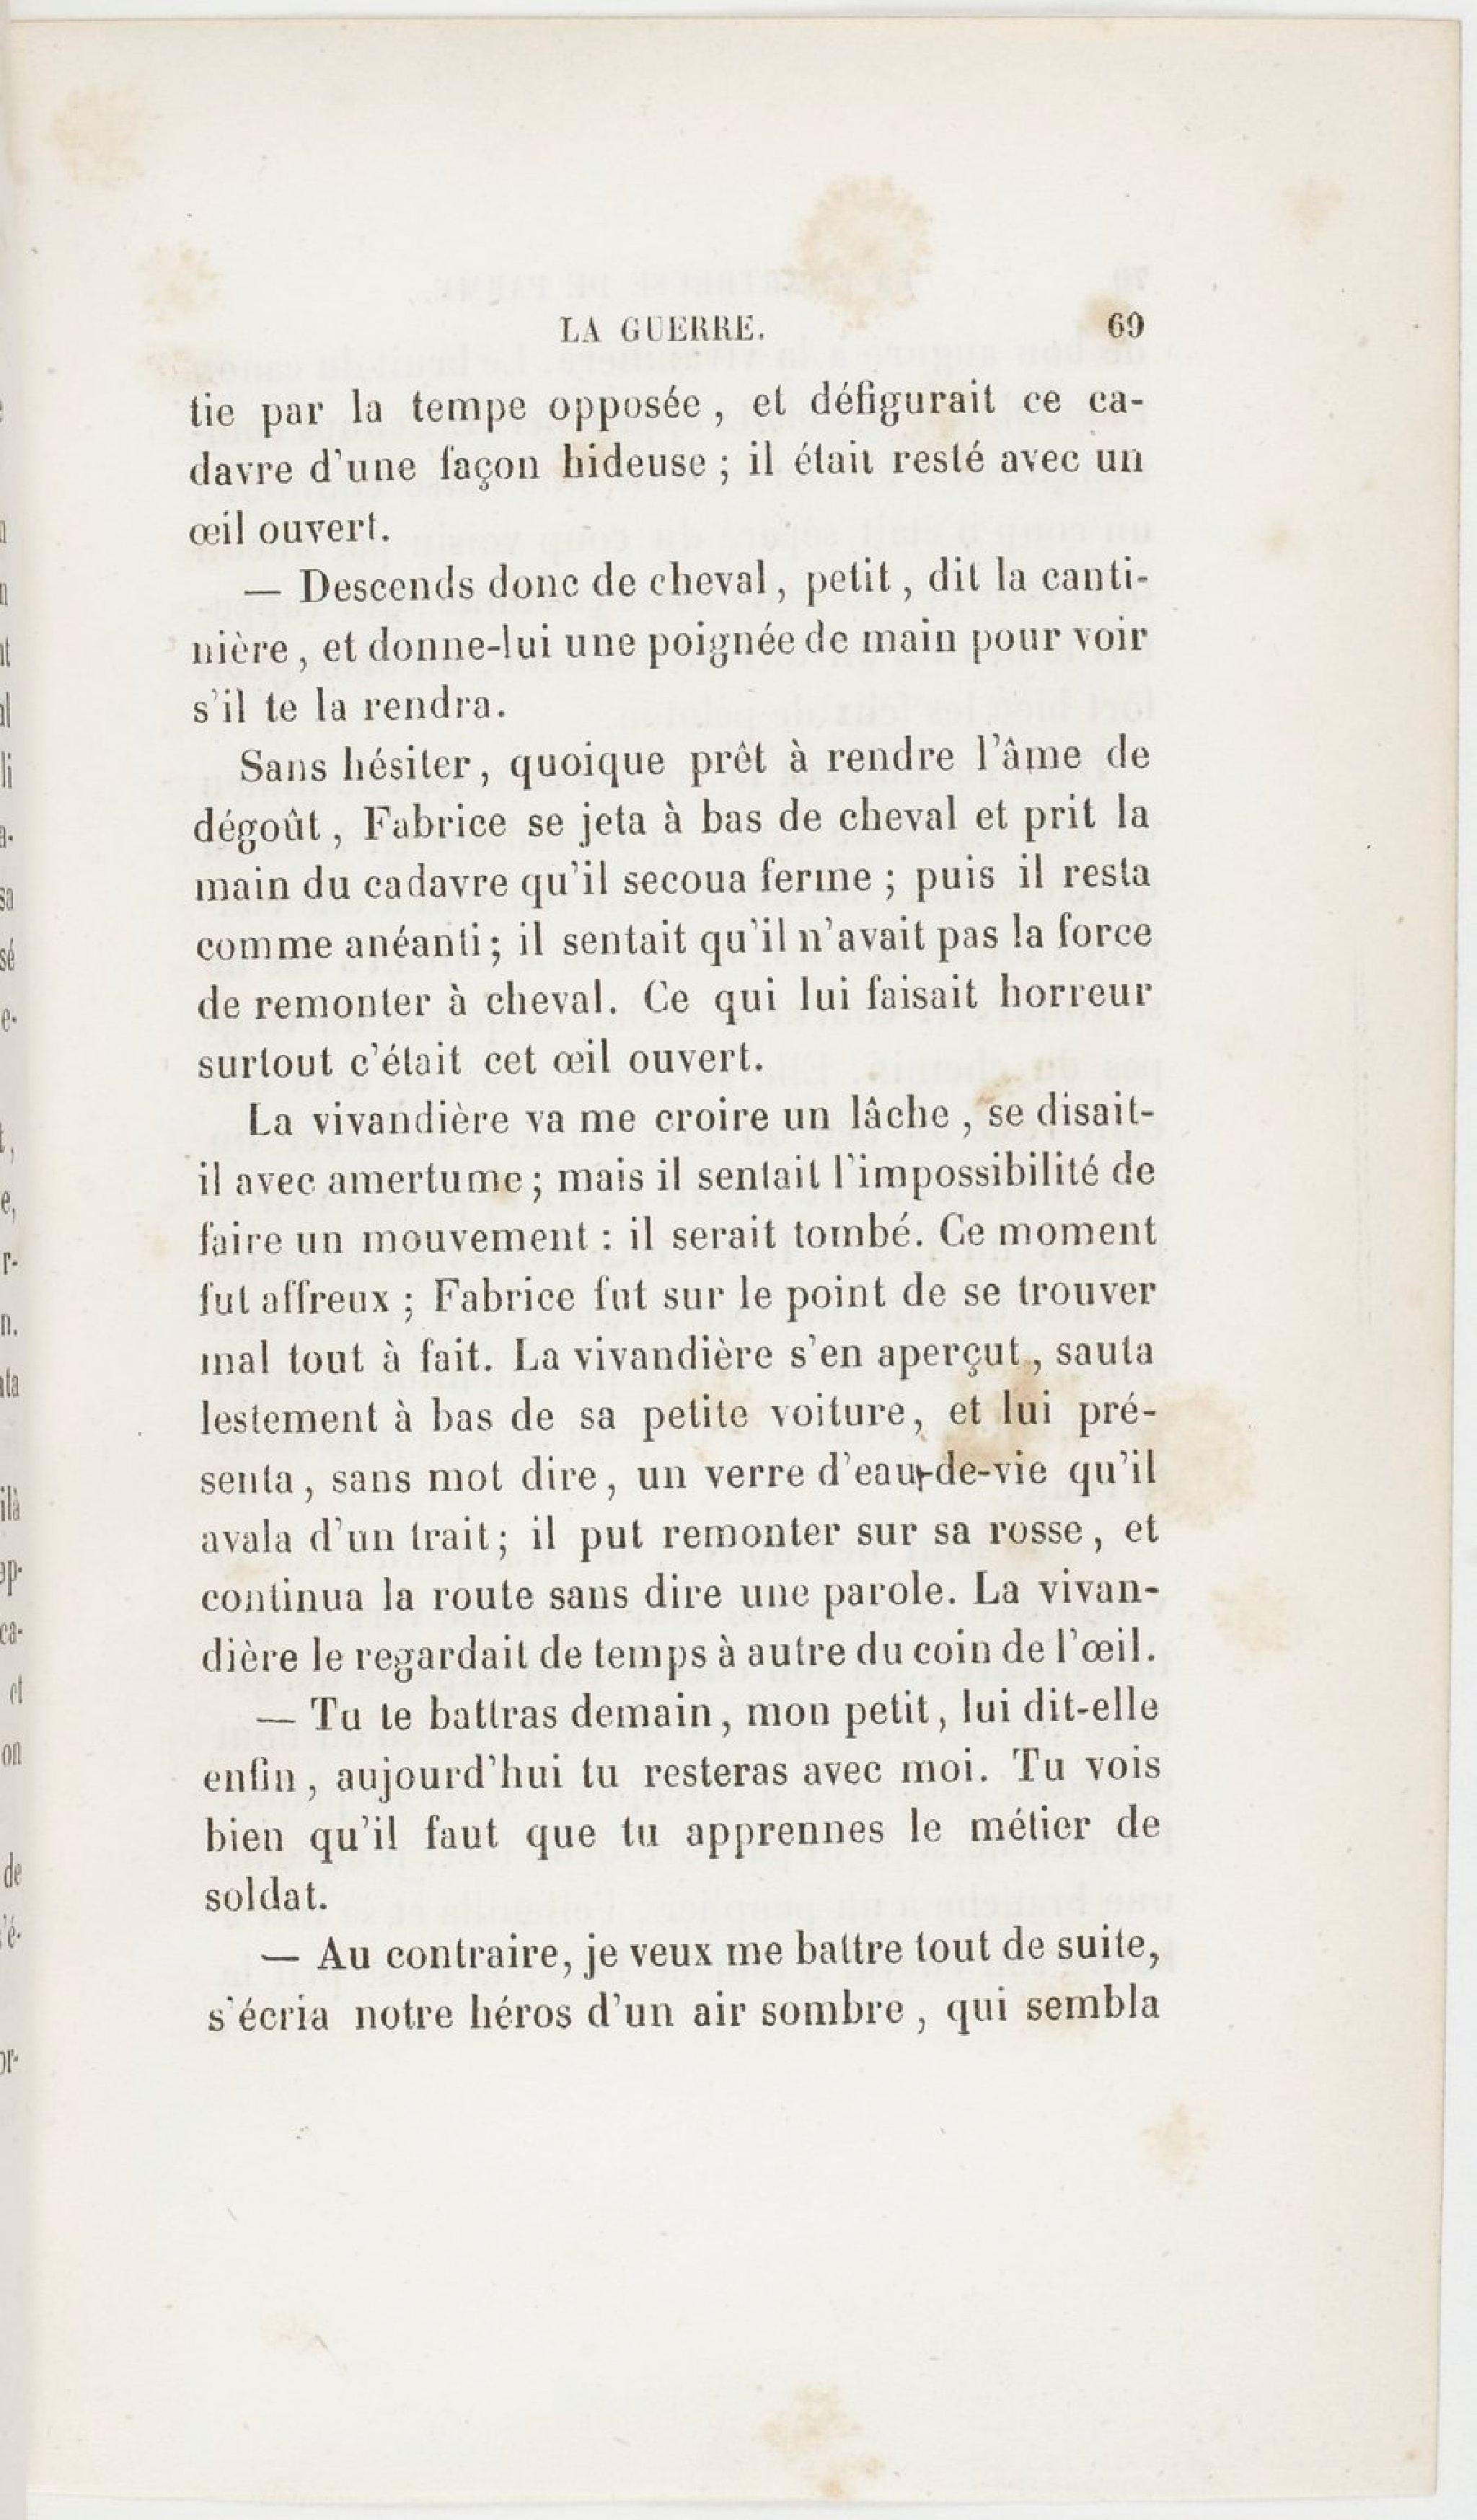 LA GUERRE. 69
tie par la tempe opposée, et défigurait ce ca-
davre d'une façon hideuse ; il était resté avec un
œil ouvert.
— Descends donc de cheval, petit, dit la canti-
nière, et donne-lui une poignée de main pour voir
s'il te la rendra.
Sans hésiter, quoique prêt à rendre l'âme de
dégoût, Fabrice se jeta à bas de cheval et prit la
main du cadavre qu'il secoua ferme ; puis il resta
comme anéanti ; il sentait qu'il n'avait pas la force
de remonter à cheval. Ce qui lui faisait horreur
surtout c'était cet œil ouvert.
La vivandière va me croire un lâche, se disait-
il avec amertume ; mais il sentait l'impossibilité de
faire un mouvement : il serait tombé. Ce moment
fut affreux ; Fabrice fut sur le point de se trouver
mal tout à fait. La vivandière s'en aperçut, sauta
lestement à bas de sa petite voiture, et lui pré-
senta, sans mot dire, un verre d'eau-de-vie qu'il
avala d'un trait ; il put remonter sur sa rosse, et
continua la route sans dire une parole. La vivan-
dière le regardait de temps à autre du coin de l'œil.
— Tu te battras demain, mon petit, lui dit-elle
enfin, aujourd'hui tu resteras avec moi. Tu vois
bien qu'il faut que tu apprennes le métier de
soldat.
— Au contraire, je veux me battre tout de suite,
s'écria notre héros d'un air sombre, qui sembla